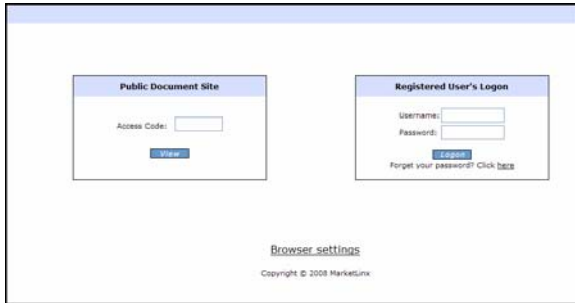 Public Document Site
Access Code:
View
Registered User's Logon
Username:
Password:
Logon
Forget your password? Click here
Browser settings
Copyright © 2008 MarketLinx